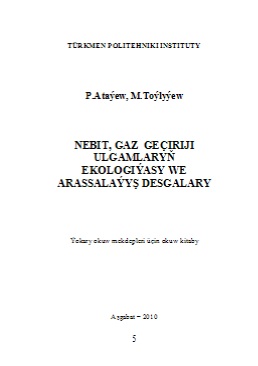 TÜRKMEN POLITEHNIKI INSTITUTY
P.Ataýew, M.Toýlyýew
NEBIT, GAZ GEÇIRIJI
ULGAMLARYŇ
EKOLOGIÝASY WE
ARASSALAÝYŞ DESGALARY
Ýokary okuw mekdepleri üçin okuw kitaby
Aşgabat – 2010
5